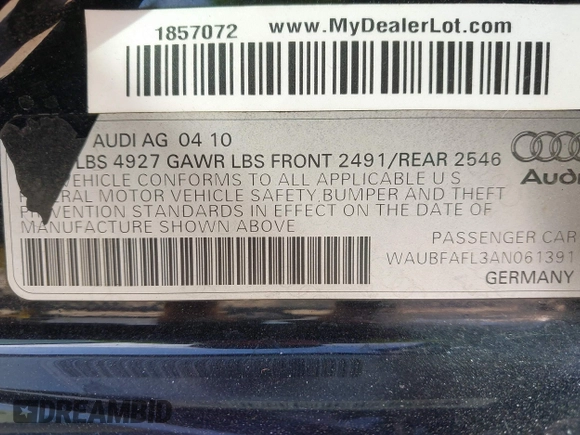 1857072 www.MyDealerLot.com
AUDI AG 04 10
LBS 4927 GAWR LBS FRONT 2491/REAR 2546
VEHICLE CONFORMS TO ALL APPLICABLE U S
MOTOR VEHICLE SAFETY,BUMPER AND THEFT
PREVENTION STANDARDS IN EFFECT ON THE DATE OF
MANUFACTURE SHOWN ABOVE
Audi
PASSENGER CAR
WAUBFAFL3AN061391
GERMANY
DREAMBID